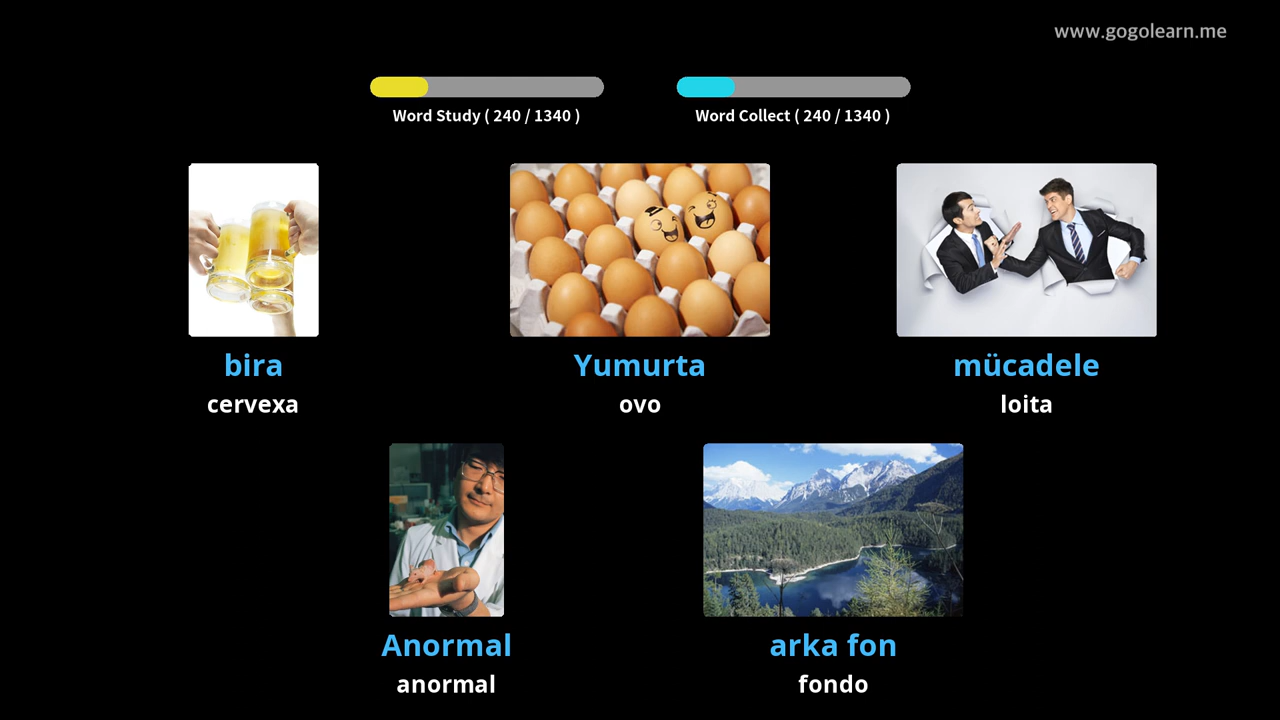 www.gogolearn.me
Word Study ( 240 / 1340 )
Word Collect ( 240 / 1340 )
bira
cervexa
Yumurta
ovo
mücadele
loita
Anormal
anormal
arka fon
fondo